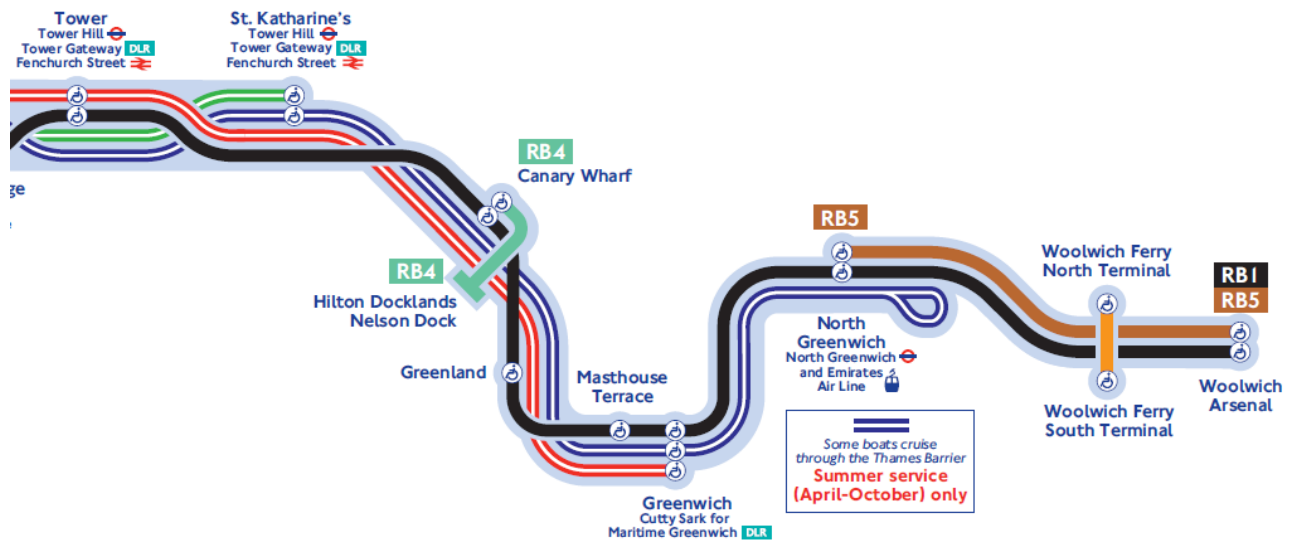 Tower
Tower Hill
Tower Gateway DLR
Fenchurch Street
St. Katharine's
Tower Hill
Tower Gateway DLR
Fenchurch Street
ge
RB4
Canary Wharf
RB4
Hilton Docklands
Nelson Dock
Greenland
Masthouse
Terrace
Greenwich
Cutty Sark for
Maritime Greenwich DLR
RB5
North
Greenwich
North Greenwich
and Emirates
Air Line
Some boats cruise
through the Thames Barrier
Summer service
(April-October) only
Woolwich Ferry
North Terminal
Woolwich Ferry
South Terminal
RB1
RB5
Woolwich
Arsenal